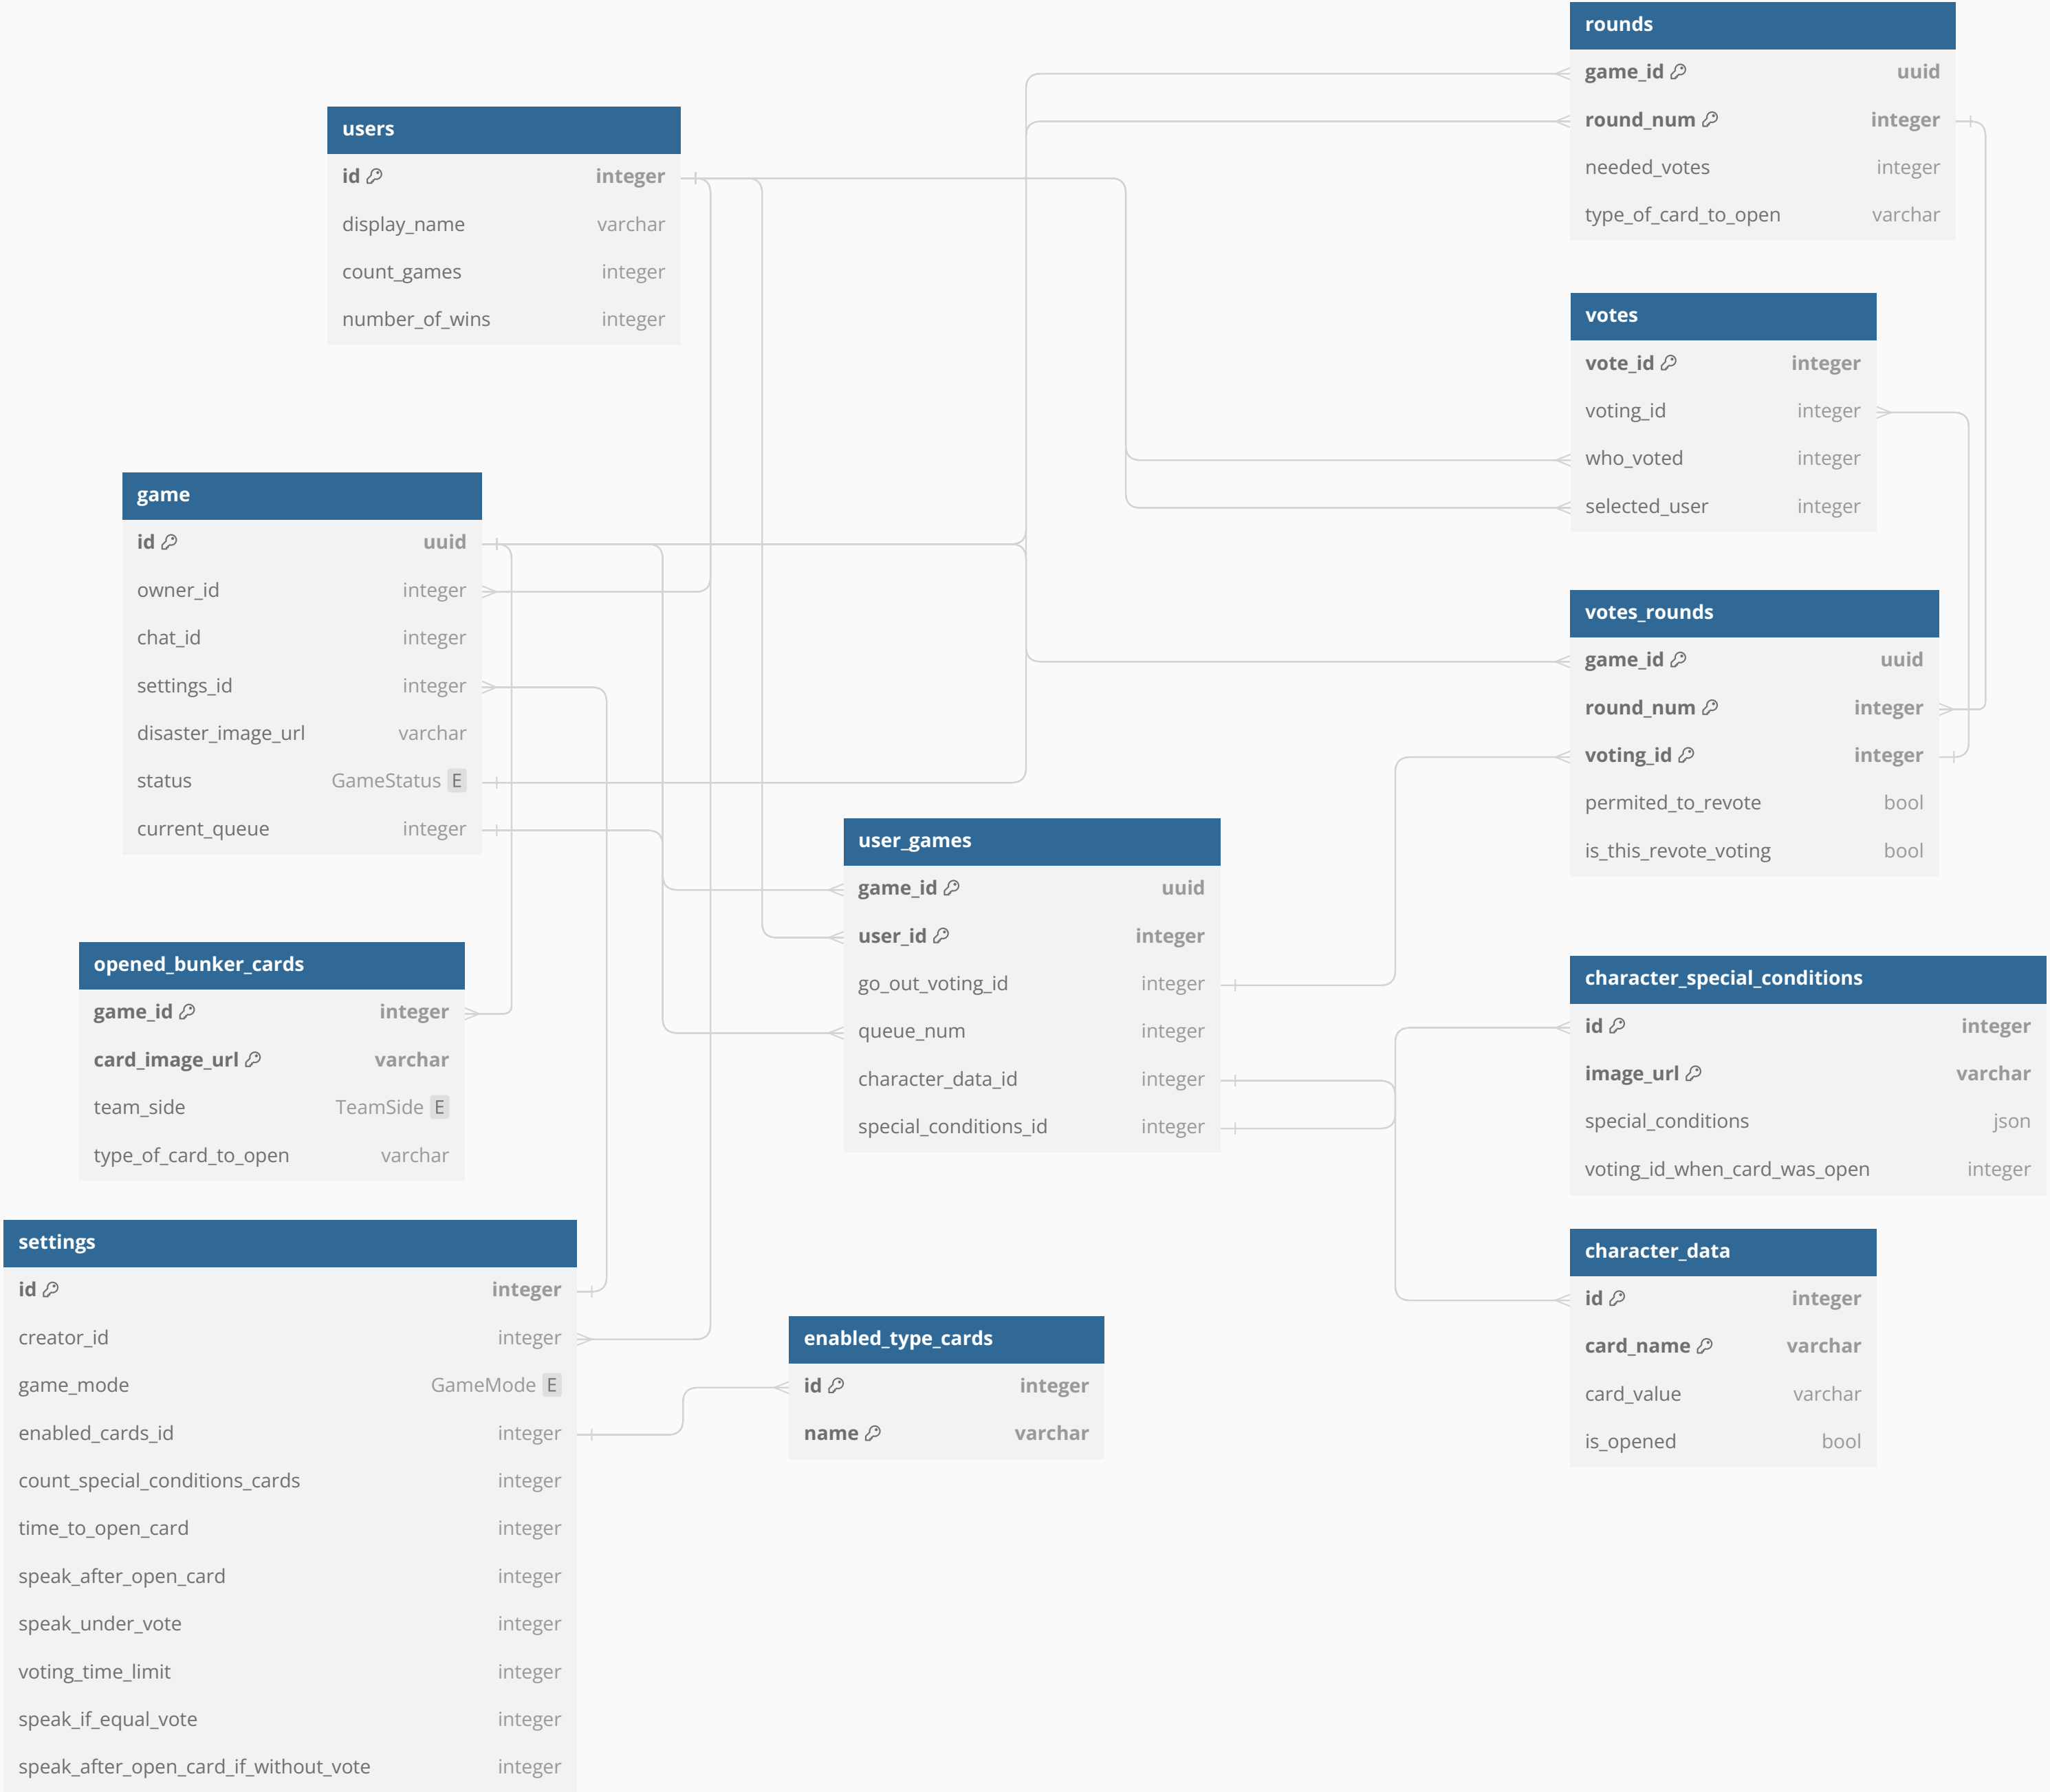 users
id integer
display_name varchar
count_games integer
number_of_wins integer
game
id uuid
owner_id integer
chat_id integer
settings_id integer
disaster_image_url varchar
status GameStatus E
current_queue integer
opened_bunker_cards
game_id integer
card_image_url varchar
team_side TeamSide E
type_of_card_to_open varchar
settings
id integer
creator_id integer
game_mode GameMode E
enabled_cards_id integer
count_special_conditions_cards integer
time_to_open_card integer
speak_after_open_card integer
speak_under_vote integer
voting_time_limit integer
speak_if_equal_vote integer
speak_after_open_card_if_without_vote integer
user_games
game_id uuid
user_id integer
go_out_voting_id integer
queue_num integer
character_data_id integer
special_conditions_id integer
enabled_type_cards
id integer
name varchar
rounds
game_id uuid
round_num integer
needed_votes integer
type_of_card_to_open varchar
votes
vote_id integer
voting_id integer
who_voted integer
selected_user integer
votes_rounds
game_id uuid
round_num integer
voting_id integer
permited_to_revote bool
is_this_revote_voting bool
character_special_conditions
id integer
image_url varchar
special_conditions json
voting_id_when_card_was_open integer
character_data
id integer
card_name varchar
card_value varchar
is_opened bool